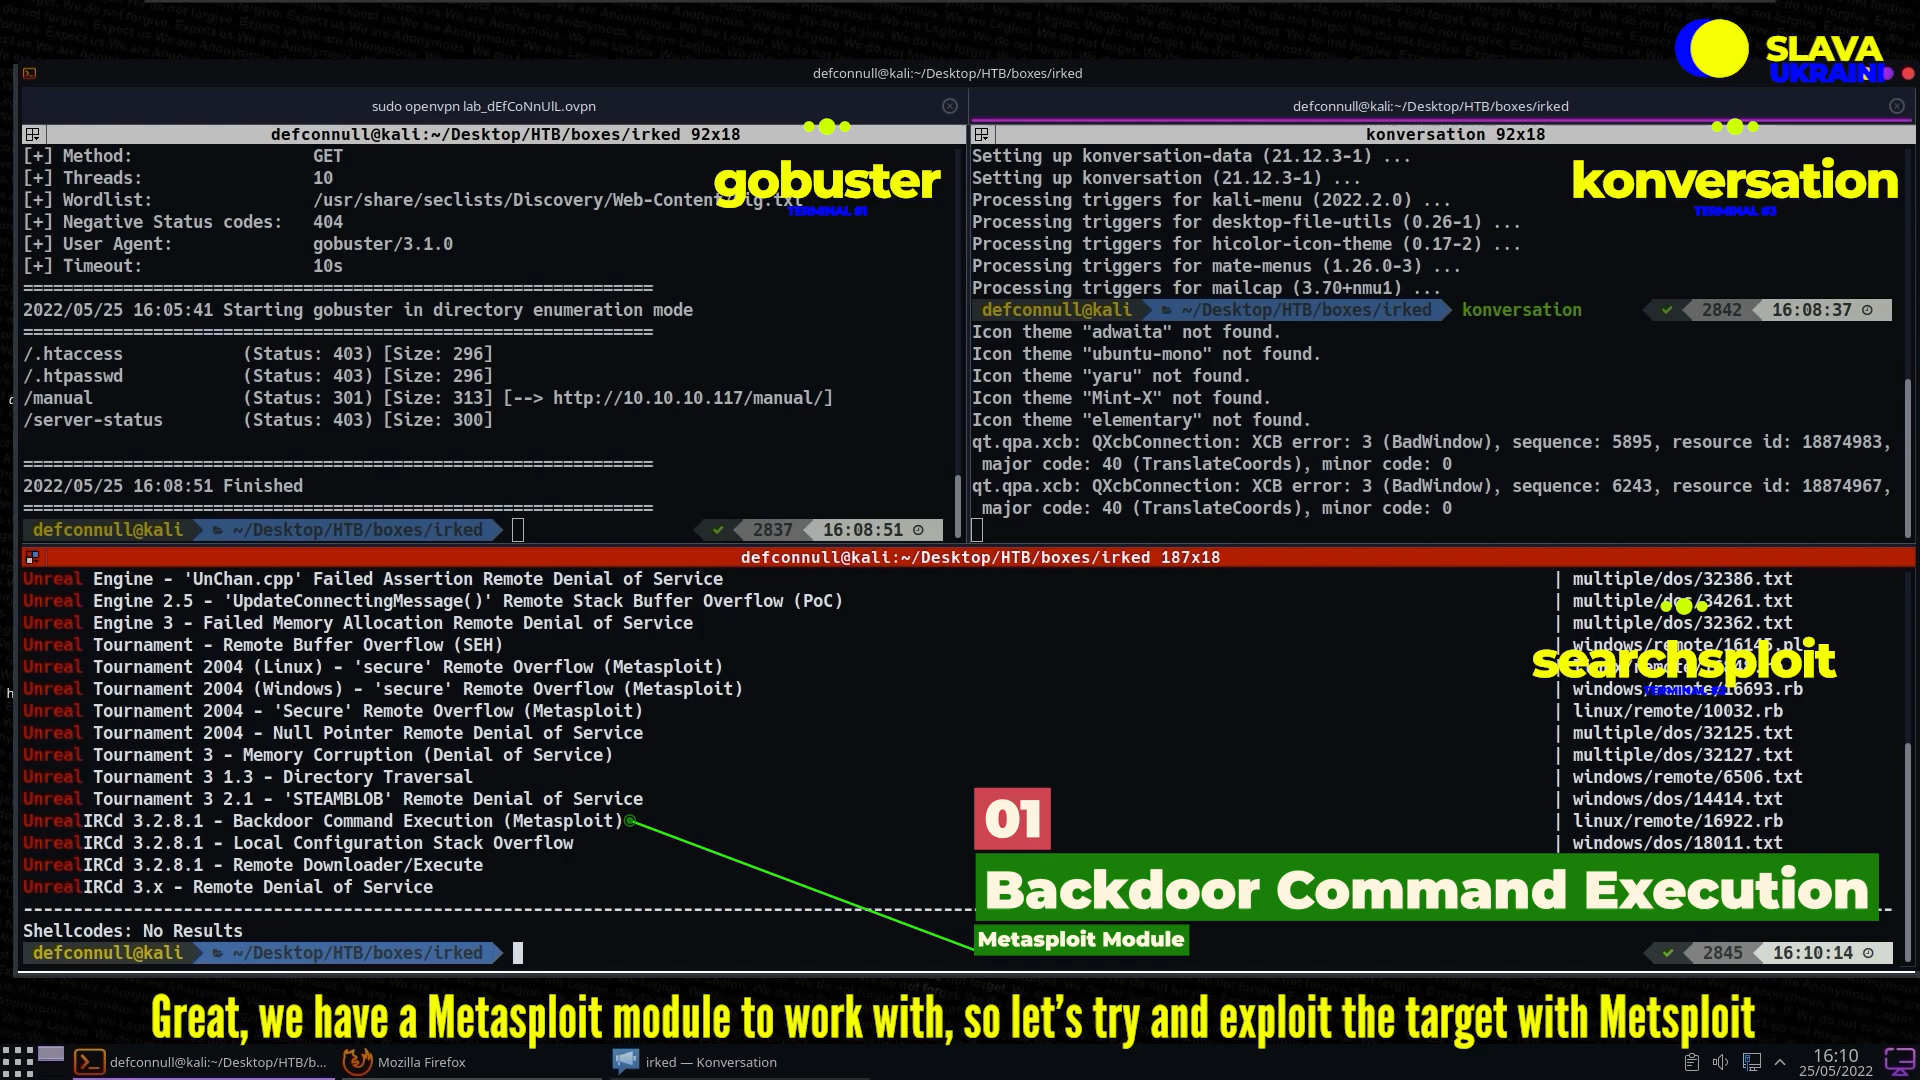 SLAVA
UKRAINI
defconnull@kali:~/Desktop/HTB/boxes/irked
sudo openvpn lab_dEfCoNnUlL.ovpn
defconnull@kali:~/Desktop/HTB/boxes/irked
defconnull@kali:~/Desktop/HTB/boxes/irked 92x18
[+] Method: GET
[+] Threads: 10
[+] Wordlist: /usr/share/seclists/Discovery/Web-Content/big.txt
[+] Negative Status codes: 404
[+] User Agent: gobuster/3.1.0
[+] Timeout: 10s
===============================================================
2022/05/25 16:05:41 Starting gobuster in directory enumeration mode
===============================================================
/.htaccess (Status: 403) [Size: 296]
/.htpasswd (Status: 403) [Size: 296]
/manual (Status: 301) [Size: 313] [--> http://10.10.10.117/manual/]
/server-status (Status: 403) [Size: 300]
===============================================================
2022/05/25 16:08:51 Finished
===============================================================
defconnull@kali ~/Desktop/HTB/boxes/irked 2837 16:08:51
gobuster
TERMINAL #1
konversation 92x18
Setting up konversation-data (21.12.3-1) ...
Setting up konversation (21.12.3-1) ...
Processing triggers for kali-menu (2022.2.0) ...
Processing triggers for desktop-file-utils (0.26-1) ...
Processing triggers for hicolor-icon-theme (0.17-2) ...
Processing triggers for mate-menus (1.26.0-3) ...
Processing triggers for mailcap (3.70+nmu1) ...
defconnull@kali ~/Desktop/HTB/boxes/irked konversation 2842 16:08:37
Icon theme "adwaita" not found.
Icon theme "ubuntu-mono" not found.
Icon theme "yaru" not found.
Icon theme "Mint-X" not found.
Icon theme "elementary" not found.
qt.qpa.xcb: QXcbConnection: XCB error: 3 (BadWindow), sequence: 5895, resource id: 18874983,
major code: 40 (TranslateCoords), minor code: 0
qt.qpa.xcb: QXcbConnection: XCB error: 3 (BadWindow), sequence: 6243, resource id: 18874967,
major code: 40 (TranslateCoords), minor code: 0
konversation
TERMINAL #3
defconnull@kali:~/Desktop/HTB/boxes/irked 187x18
Unreal Engine - 'UnChan.cpp' Failed Assertion Remote Denial of Service | multiple/dos/32386.txt
Unreal Engine 2.5 - 'UpdateConnectingMessage()' Remote Stack Buffer Overflow (PoC) | multiple/dos/34261.txt
Unreal Engine 3 - Failed Memory Allocation Remote Denial of Service | multiple/dos/32362.txt
Unreal Tournament - Remote Buffer Overflow (SEH) | windows/remote/16145.pl
Unreal Tournament 2004 (Linux) - 'secure' Remote Overflow (Metasploit)
Unreal Tournament 2004 (Windows) - 'secure' Remote Overflow (Metasploit) | windows/remote/16693.rb
Unreal Tournament 2004 - 'Secure' Remote Overflow (Metasploit) | linux/remote/10032.rb
Unreal Tournament 2004 - Null Pointer Remote Denial of Service | multiple/dos/32125.txt
Unreal Tournament 3 - Memory Corruption (Denial of Service) | multiple/dos/32127.txt
Unreal Tournament 3 1.3 - Directory Traversal | windows/remote/6506.txt
Unreal Tournament 3 2.1 - 'STEAMBLOB' Remote Denial of Service | windows/dos/14414.txt
UnrealIRCd 3.2.8.1 - Backdoor Command Execution (Metasploit) | linux/remote/16922.rb
UnrealIRCd 3.2.8.1 - Local Configuration Stack Overflow | windows/dos/18011.txt
UnrealIRCd 3.2.8.1 - Remote Downloader/Execute
UnrealIRCd 3.x - Remote Denial of Service
Shellcodes: No Results
defconnull@kali ~/Desktop/HTB/boxes/irked 2845 16:10:14
searchsploit
01
Backdoor Command Execution
Metasploit Module
Great, we have a Metasploit module to work with, so let's try and exploit the target with Metsploit
defconnull@kali:~/Desktop/HTB/b...
Mozilla Firefox
irked — Konversation
16:10
25/05/2022